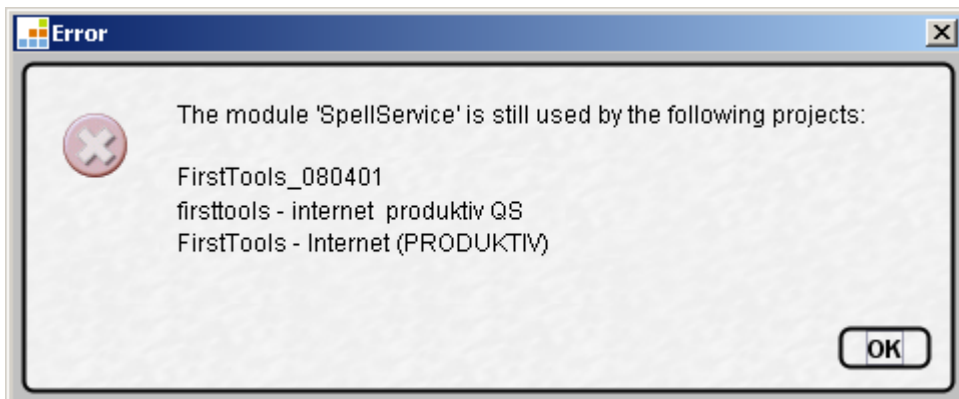 Error
The module 'SpellService' is still used by the following projects:
FirstTools_080401
firsttools - internet  produktiv QS
FirstTools - Internet (PRODUKTIV)
OK